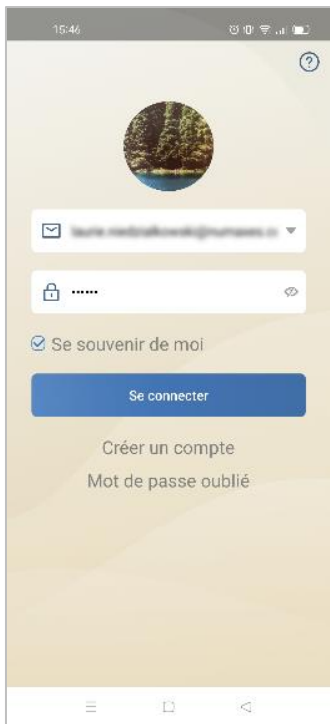 15:46
?
••••••
Se souvenir de moi
Se connecter
Créer un compte
Mot de passe oublié